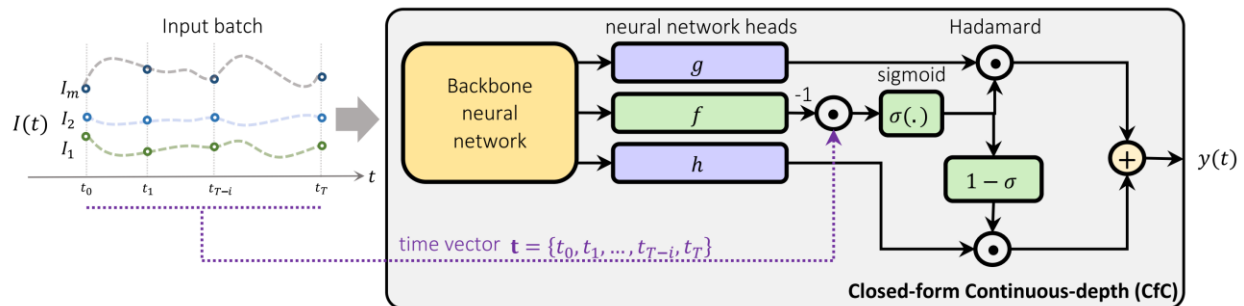 Input batch
I(t)
I_m
I_2
I_1
t_0 t_1 t_{T-i} t_T t
Backbone
neural
network
neural network heads
g
f
h
-1
sigmoid
σ(.)
Hadamard
1 − σ
+
y(t)
time vector t = {t_0, t_1, ..., t_{T-i}, t_T}
Closed-form Continuous-depth (CfC)